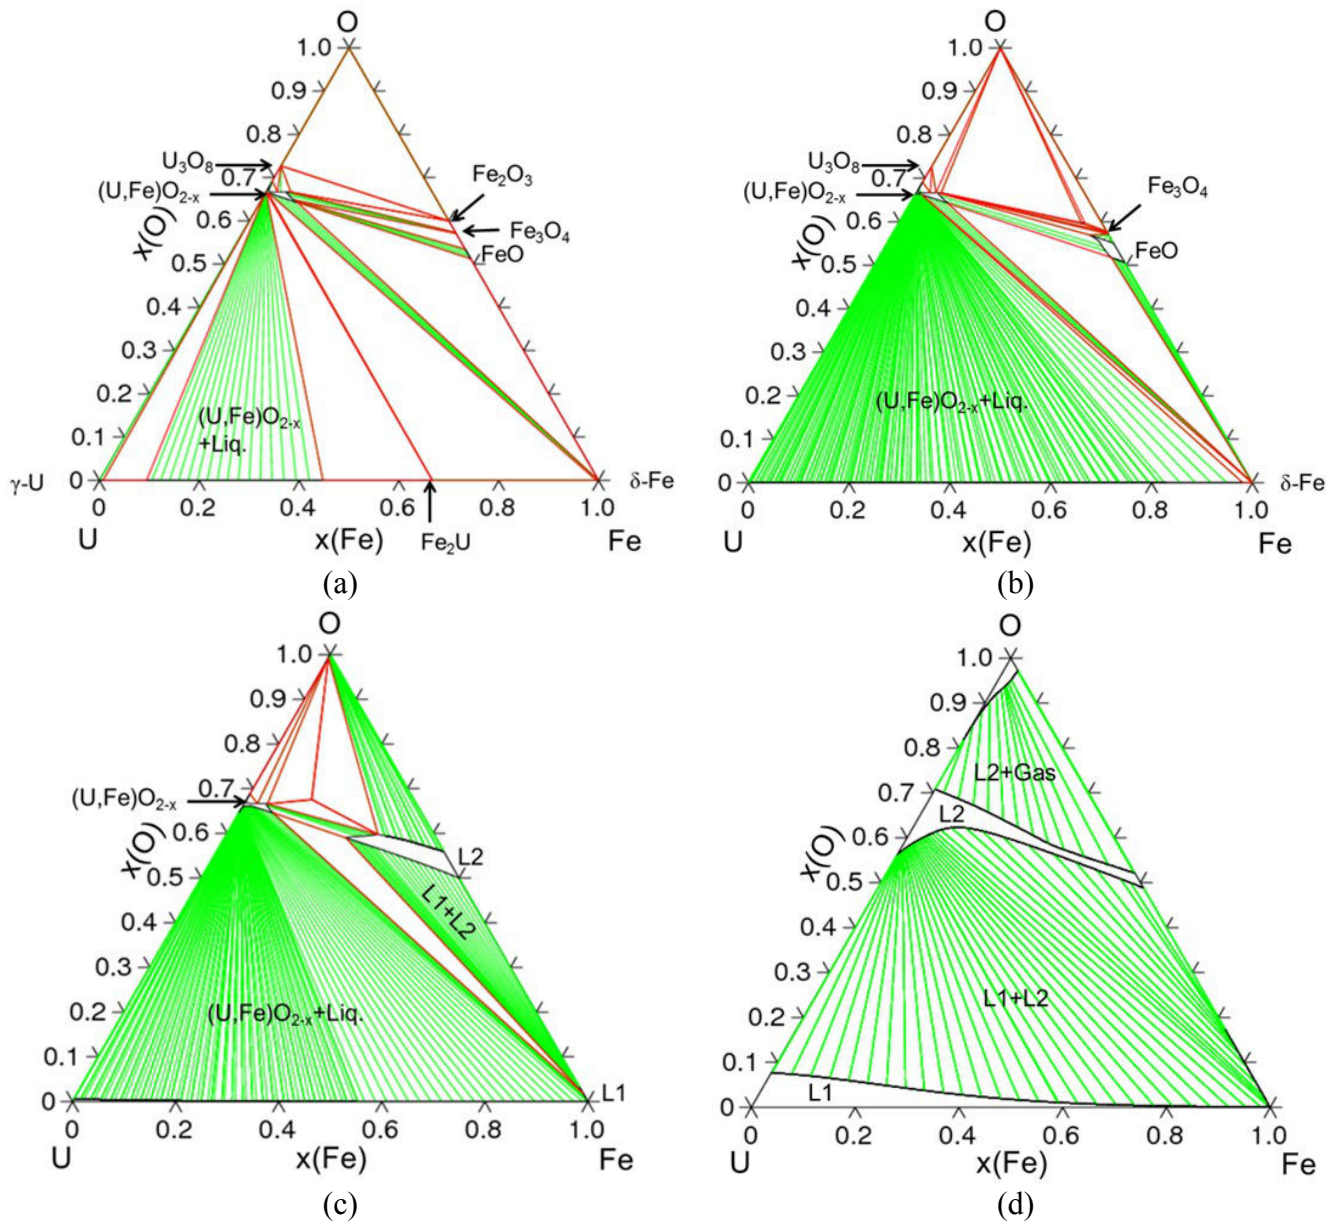 O
1.0
0.9
0.8
U₃O₈
0.7
Fe₂O₃
(U,Fe)O₂₋ₓ
0.6
Fe₃O₄
x(O)
FeO
0.5
0.4
0.3
0.2
(U,Fe)O₂₋ₓ
+Liq.
0.1
γ-U
0
δ-Fe
0 0.2 0.4 0.6 0.8 1.0
U x(Fe) Fe₂U Fe
(a)
O
1.0
0.9
0.8
U₃O₈
0.7
(U,Fe)O₂₋ₓ
Fe₃O₄
0.6
x(O)
FeO
0.5
0.4
0.3
0.2
(U,Fe)O₂₋ₓ+Liq.
0.1
0
δ-Fe
0 0.2 0.4 0.6 0.8 1.0
U x(Fe) Fe
(b)
O
1.0
0.9
0.8
0.7
(U,Fe)O₂₋ₓ
0.6
x(O)
L2
0.5
L1+L2
0.4
0.3
0.2
(U,Fe)O₂₋ₓ+Liq.
0.1
0
L1
0 0.2 0.4 0.6 0.8 1.0
U x(Fe) Fe
(c)
O
1.0
0.9
0.8
L2+Gas
0.7
L2
0.6
x(O)
0.5
0.4
0.3
L1+L2
0.2
0.1
L1
0
0 0.2 0.4 0.6 0.8 1.0
U x(Fe) Fe
(d)